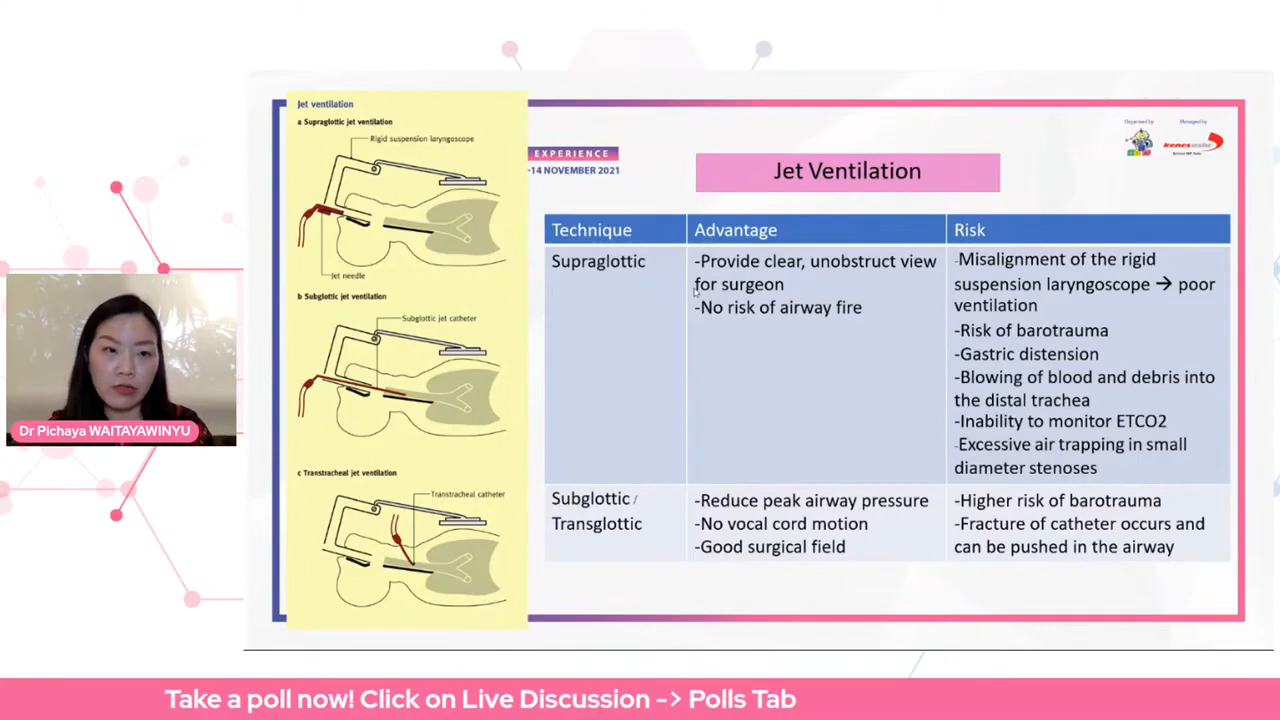 Jet ventilation
a Supraglottic jet ventilation
Rigid suspension laryngoscope
Jet needle
b Subglottic jet ventilation
Subglottic jet catheter
c Transtracheal jet ventilation
Transtracheal catheter
EXPERIENCE
-14 NOVEMBER 2021
Organised by
Managed by
Jet Ventilation
Technique
Advantage
Risk
Supraglottic
-Provide clear, unobstruct view
for surgeon
-No risk of airway fire
-Misalignment of the rigid
suspension laryngoscope → poor
ventilation
-Risk of barotrauma
-Gastric distension
-Blowing of blood and debris into
the distal trachea
-Inability to monitor ETCO2
-Excessive air trapping in small
diameter stenoses
Subglottic /
Transglottic
-Reduce peak airway pressure
-No vocal cord motion
-Good surgical field
-Higher risk of barotrauma
-Fracture of catheter occurs and
can be pushed in the airway
Dr Pichaya WAITAYAWINYU
Take a poll now! Click on Live Discussion -> Polls Tab